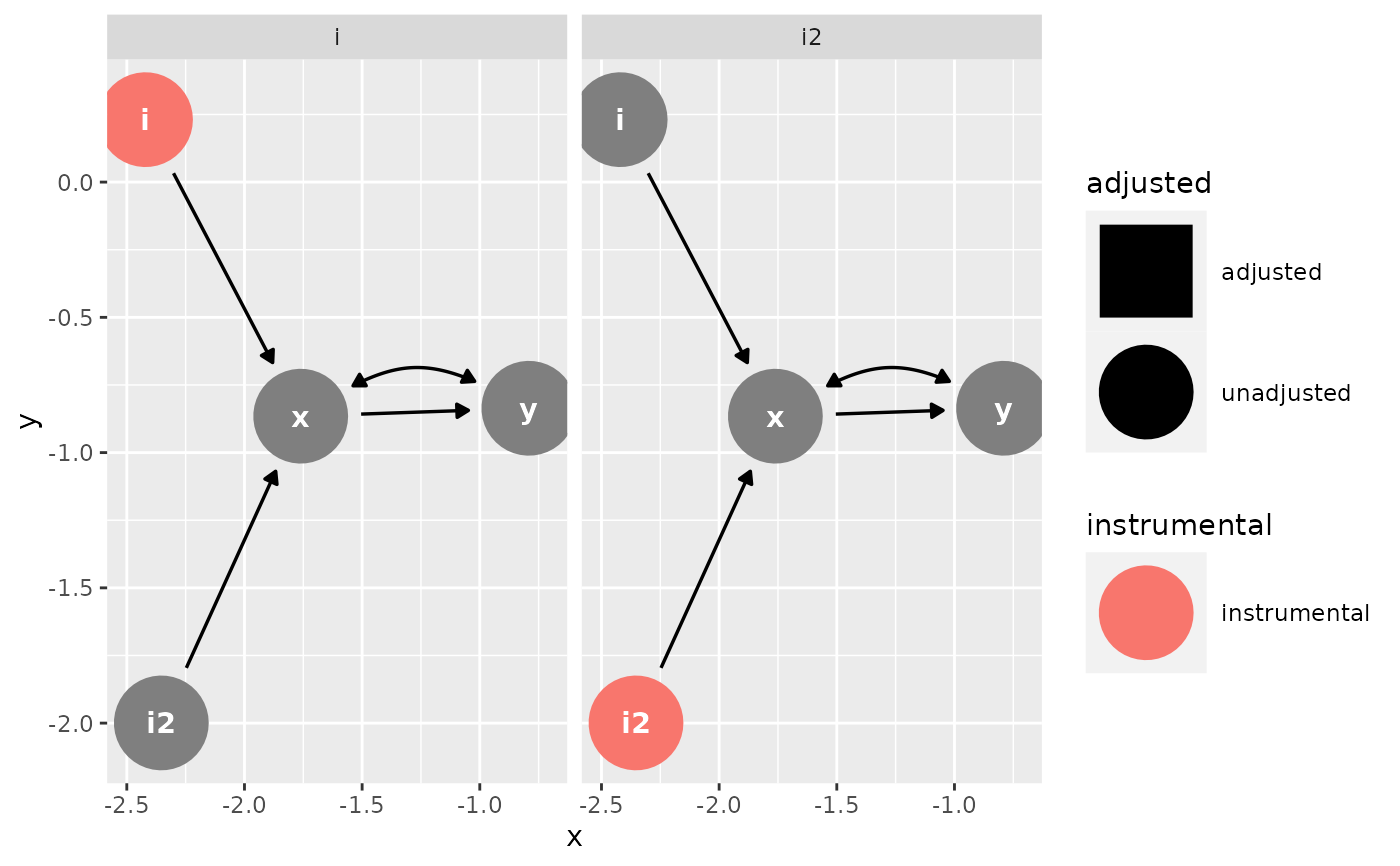 i
i2
i
i
0.0
-0.5
x
y
x
y
-1.0
-1.5
i2
i2
-2.0
-2.5
-2.0
-1.5
-1.0
-2.5
-2.0
-1.5
-1.0
x
y
adjusted
adjusted
unadjusted
instrumental
instrumental